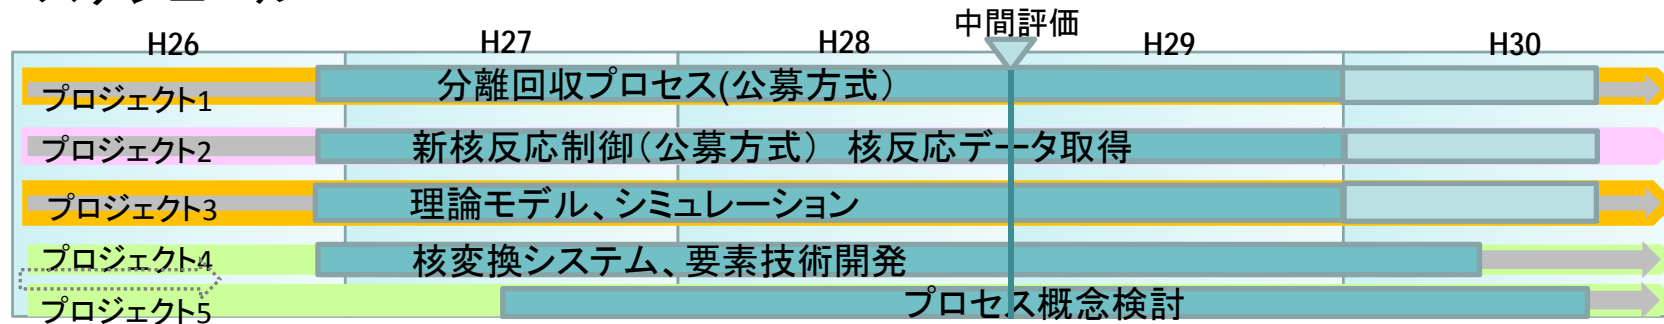 中間評価
H26 H27 H28 H29 H30
プロジェクト1 分離回収プロセス(公募方式)
プロジェクト2 新核反応制御(公募方式) 核反応データ取得
プロジェクト3 理論モデル、シミュレーション
プロジェクト4 核変換システム、要素技術開発
プロジェクト5 プロセス概念検討